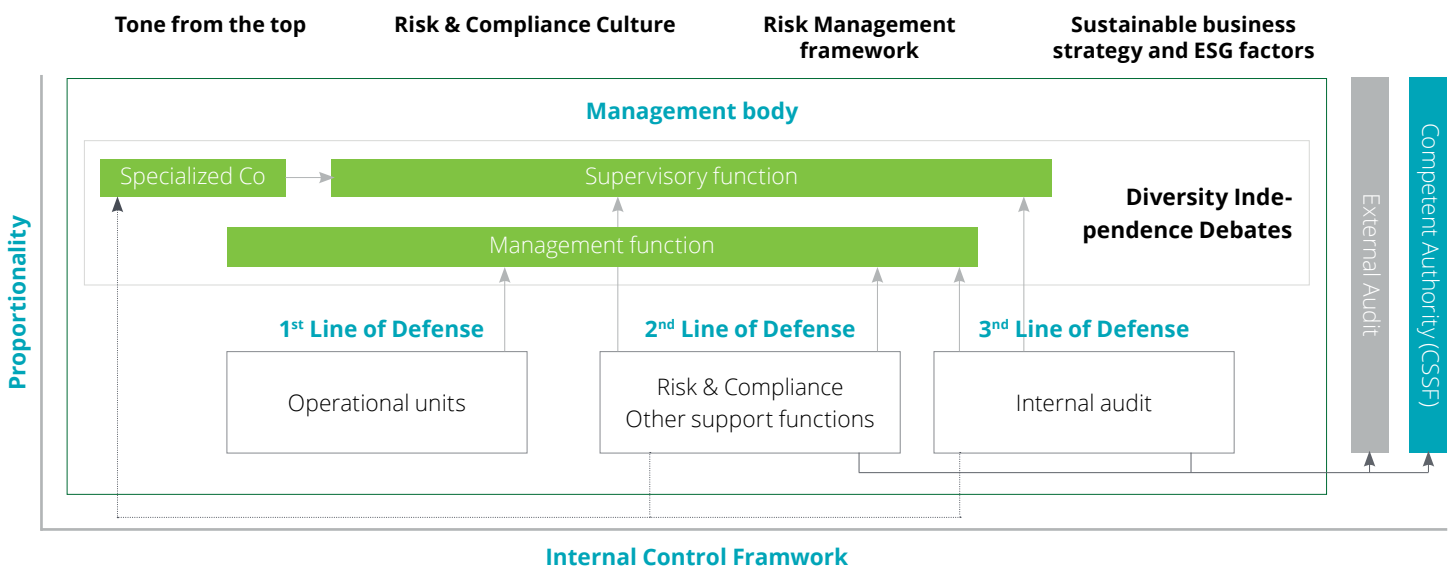 Tone from the top
Risk & Compliance Culture
Risk Management
framework
Sustainable business
strategy and ESG factors
Management body
Specialized Co
Supervisory function
Diversity Inde-
pendence Debates
Management function
1st Line of Defense
2nd Line of Defense
3nd Line of Defense
Operational units
Risk & Compliance
Other support functions
Internal audit
External Audit
Competent Authority (CSSF)
Proportionality
Internal Control Framwork